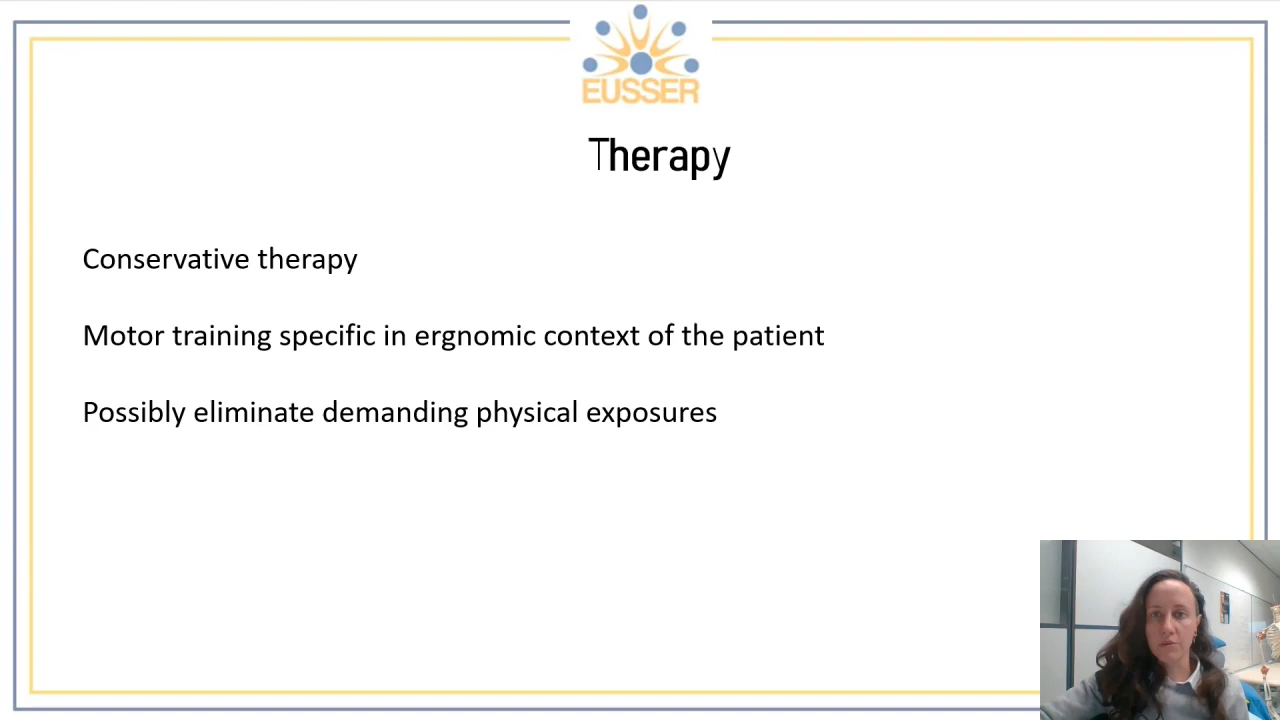 EUSSER
Therapy
Conservative therapy
Motor training specific in ergnomic context of the patient
Possibly eliminate demanding physical exposures